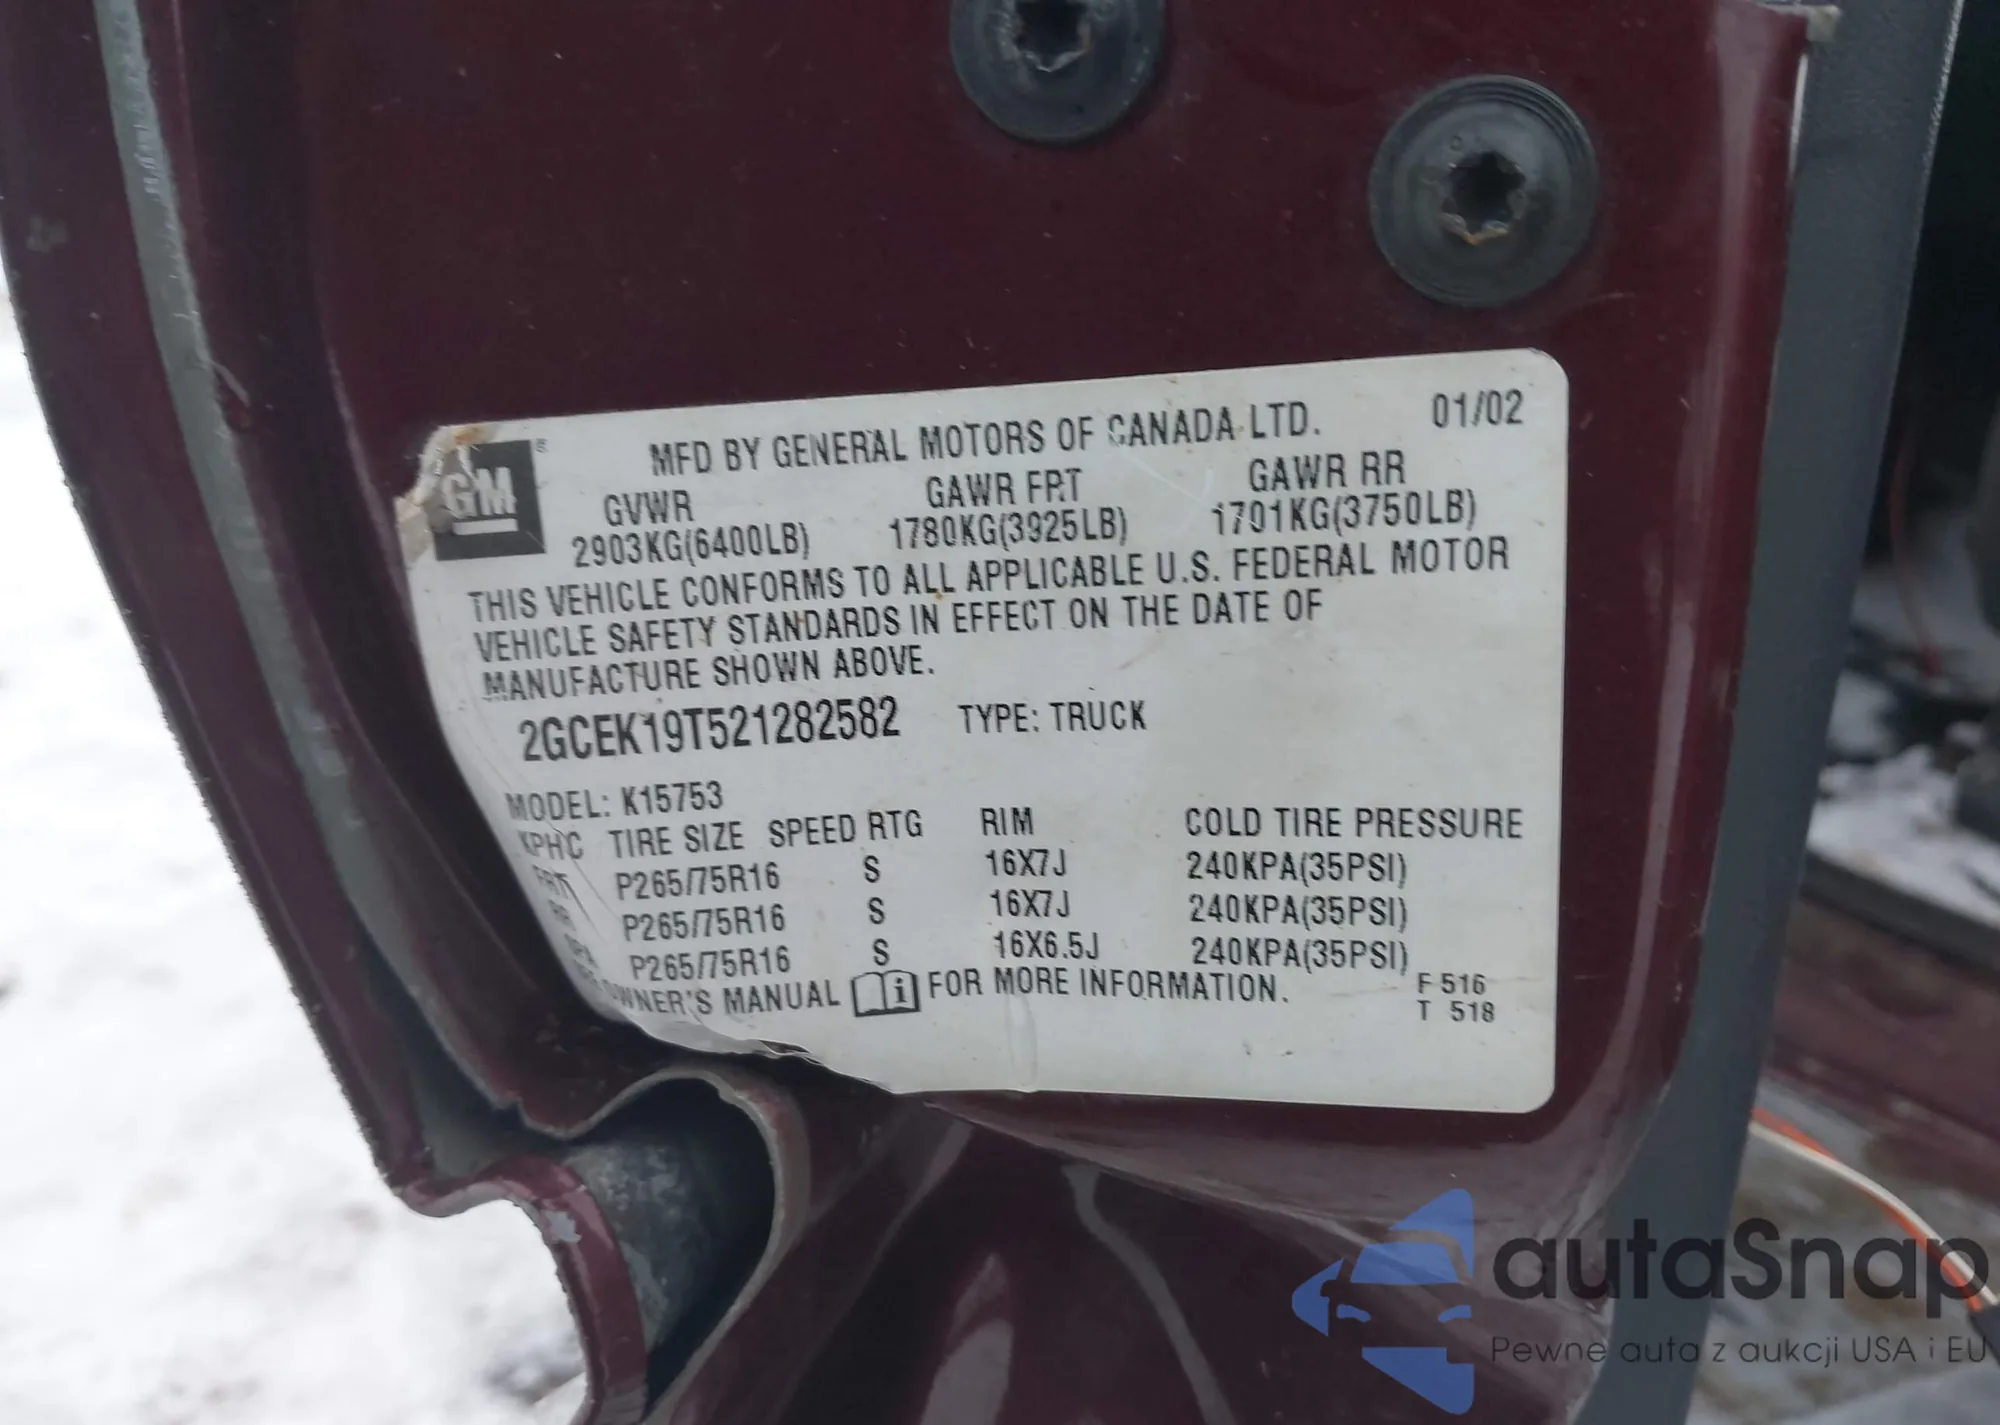 GM®
MFD BY GENERAL MOTORS OF CANADA LTD. 01/02
GVWR GAWR FRT GAWR RR
2903KG(6400LB) 1780KG(3925LB) 1701KG(3750LB)
THIS VEHICLE CONFORMS TO ALL APPLICABLE U.S. FEDERAL MOTOR
VEHICLE SAFETY STANDARDS IN EFFECT ON THE DATE OF
MANUFACTURE SHOWN ABOVE.
2GCEK19T521282582 TYPE: TRUCK
MODEL: K15753
KPHC TIRE SIZE SPEED RTG RIM COLD TIRE PRESSURE
FRT P265/75R16 S 16X7J 240KPA(35PSI)
RR P265/75R16 S 16X7J 240KPA(35PSI)
SPA P265/75R16 S 16X6.5J 240KPA(35PSI)
OWNER'S MANUAL i FOR MORE INFORMATION.
F 516
T 518
autaSnap
Pewne auta z aukcji USA i EU